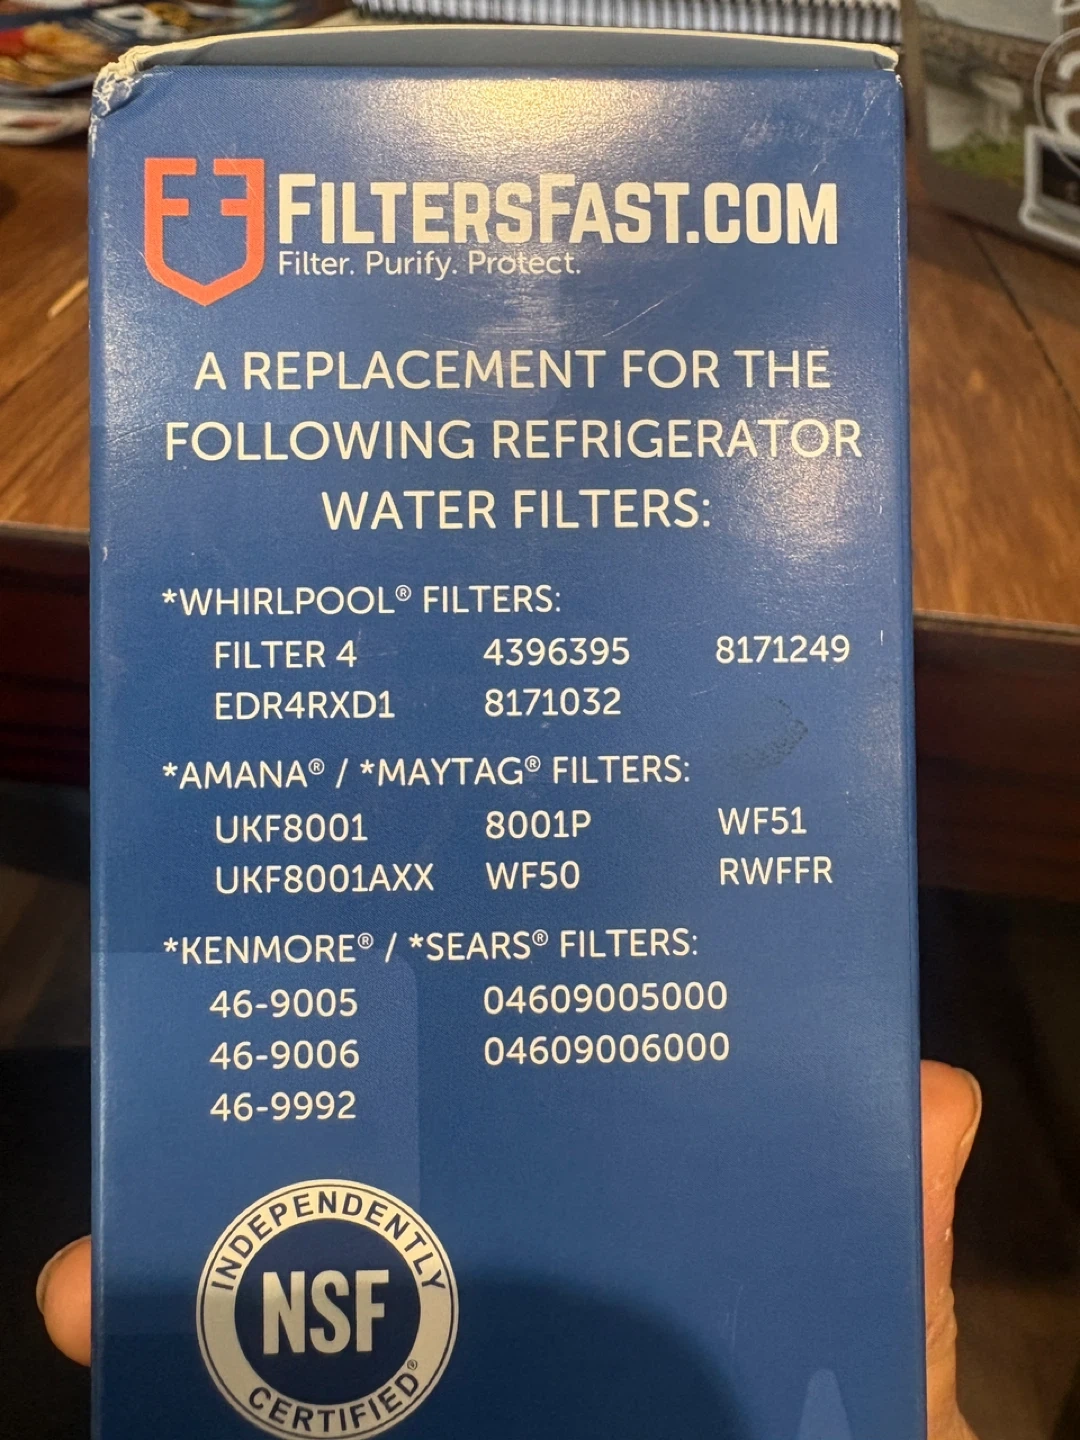 FILTERSFAST.COM
Filter. Purify. Protect.
A REPLACEMENT FOR THE
FOLLOWING REFRIGERATOR
WATER FILTERS:
*WHIRLPOOL® FILTERS:
FILTER 4 4396395 8171249
EDR4RXD1 8171032
*AMANA® / *MAYTAG® FILTERS:
UKF8001 8001P WF51
UKF8001AXX WF50 RWFFR
*KENMORE® / *SEARS® FILTERS:
46-9005 04609005000
46-9006 04609006000
46-9992
INDEPENDENTLY
NSF
CERTIFIED®